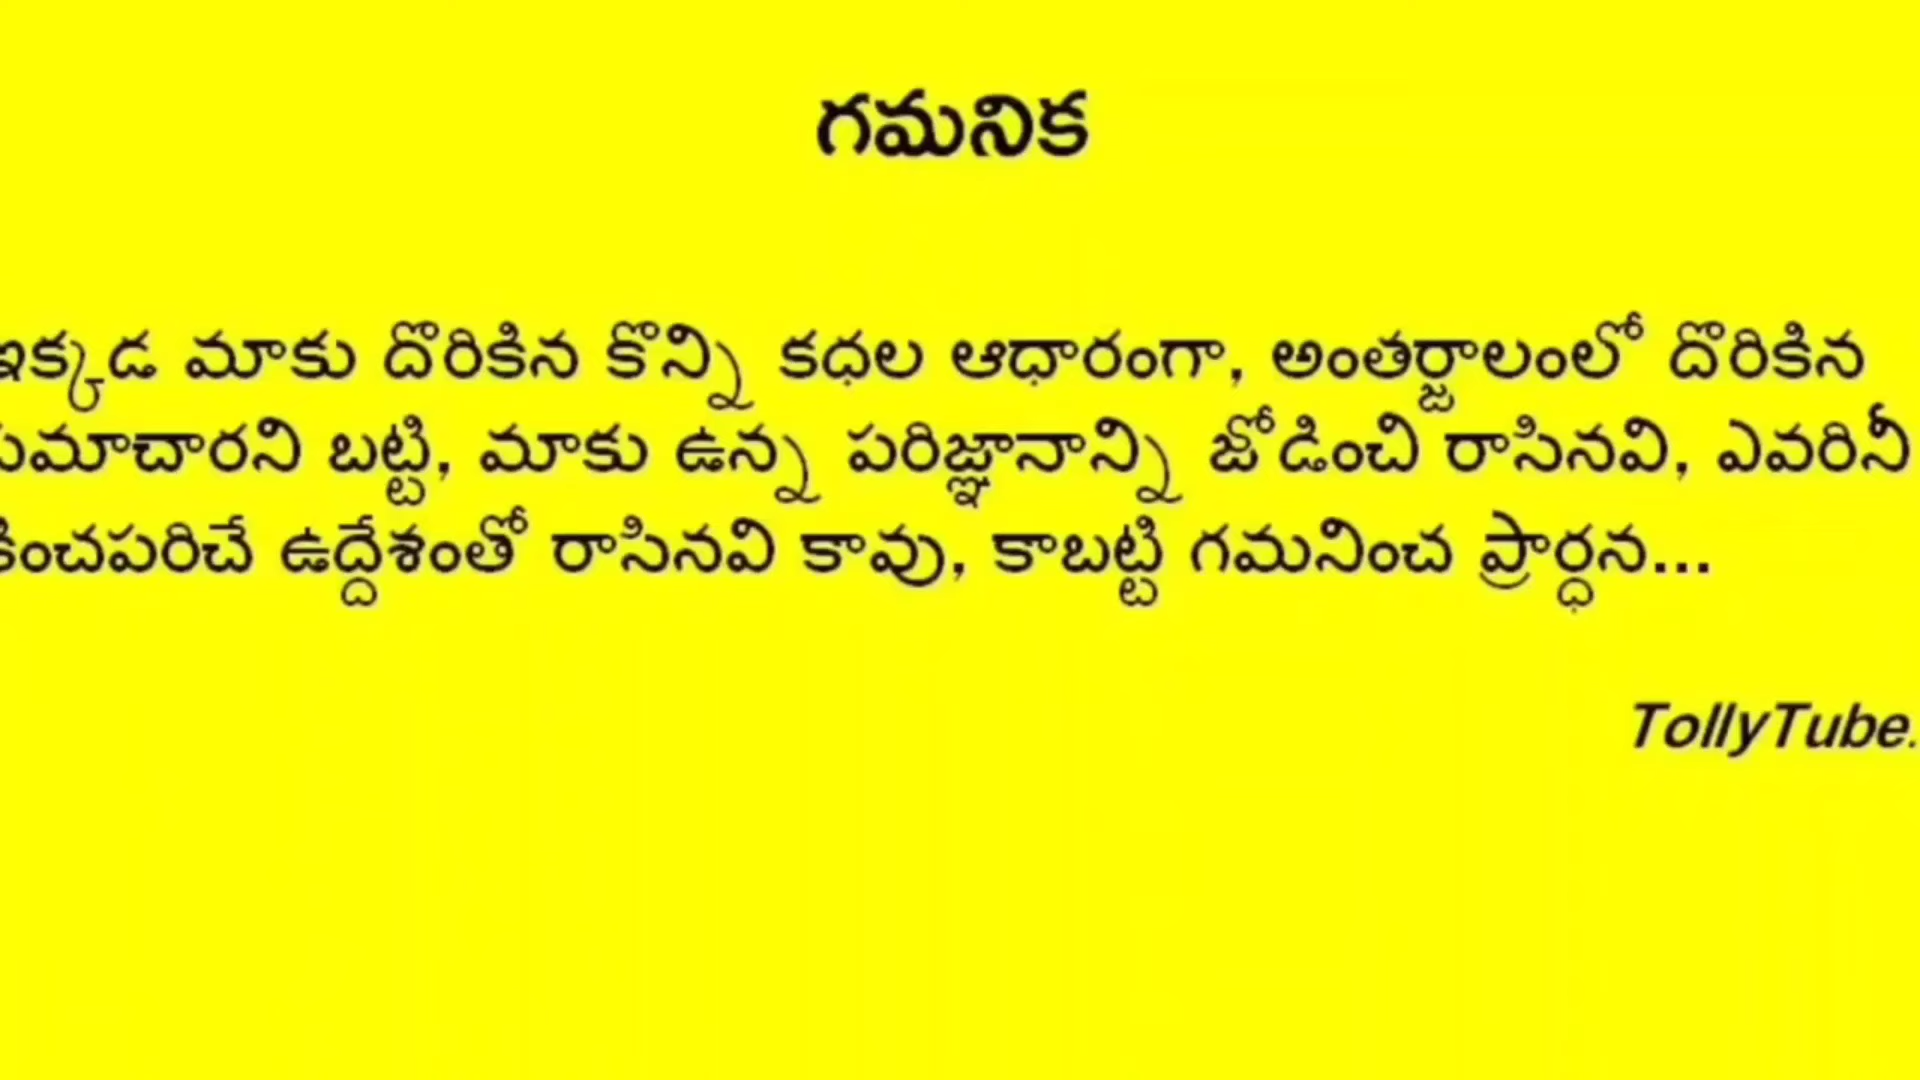 గమనిక
ఇక్కడ మాకు దొరికిన కొన్ని కధల ఆధారంగా, అంతర్జాలంలో దొరికిన
సమాచారని బట్టి, మాకు ఉన్న పరిజ్ఞానాన్ని జోడించి రాసినవి, ఎవరినీ
కించపరిచే ఉద్దేశంతో రాసినవి కావు, కాబట్టి గమనించ ప్రార్ధన...
TollyTube.